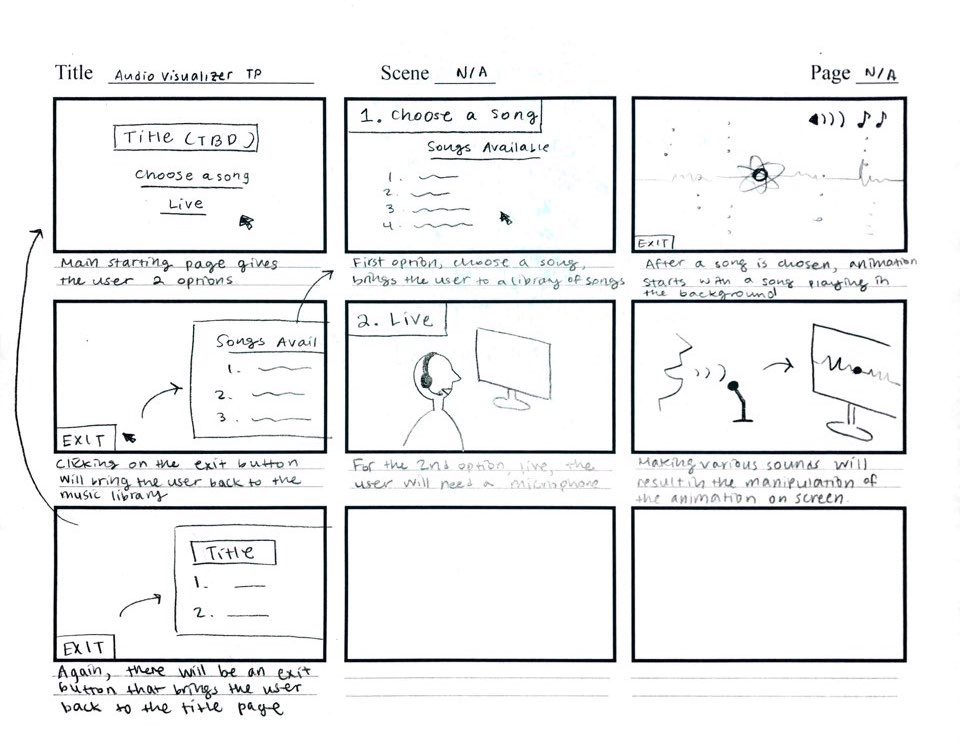 Title Audio Visualizer TP
Scene N/A
Page N/A
Title (TBD)
Choose a song
Live
Main starting page gives
the user 2 options
1. Choose a song
Songs Available
1.
2.
3
4.
First option, choose a song,
brings the user to a library of songs
EXIT
After a song is chosen, animation
starts with a song playing in
the background
Songs Avail
1.
2.
3.
EXIT
Clicking on the exit button
will bring the user back to the
music library
2. Live
For the 2nd option, live, the
user will need a microphone
Making various sounds will
result in the manipulation of
the animation on screen.
Title
1.
2.
EXIT
Again, there will be an exit
button that brings the user
back to the title page